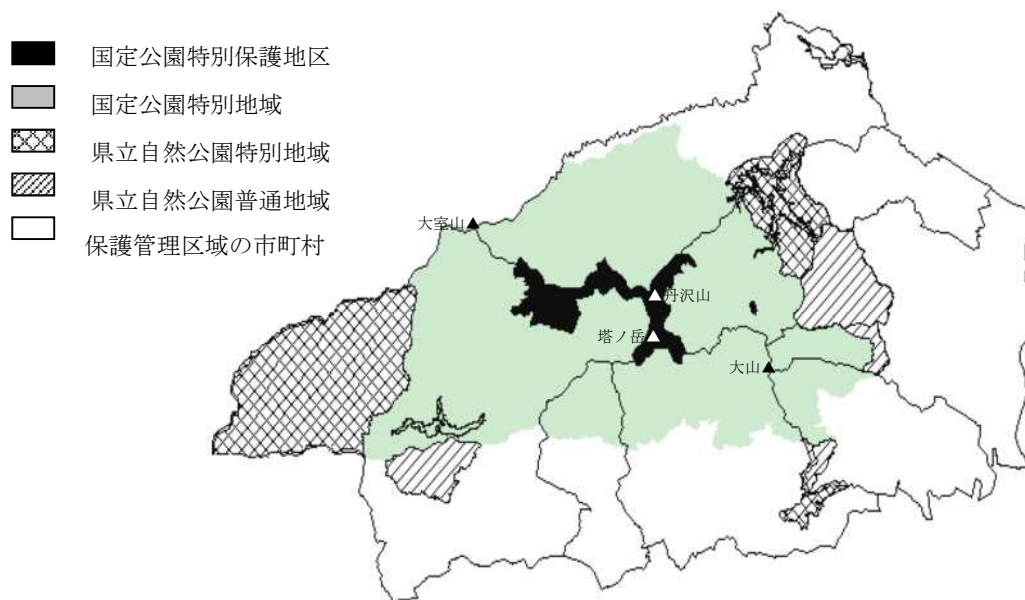 国定公園特別保護地区
国定公園特別地域
県立自然公園特別地域
県立自然公園普通地域
保護管理区域の市町村
大室山
丹沢山
塔ノ岳
大山